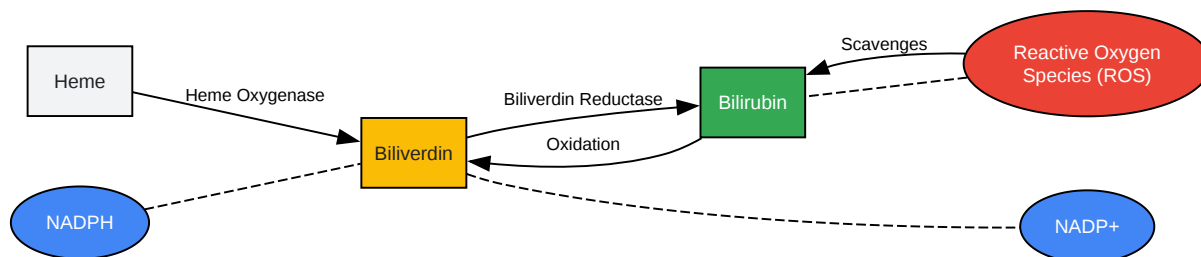 Heme
Heme Oxygenase
Biliverdin
Biliverdin Reductase
Oxidation
Bilirubin
Scavenges
Reactive Oxygen
Species (ROS)
NADPH
NADP+